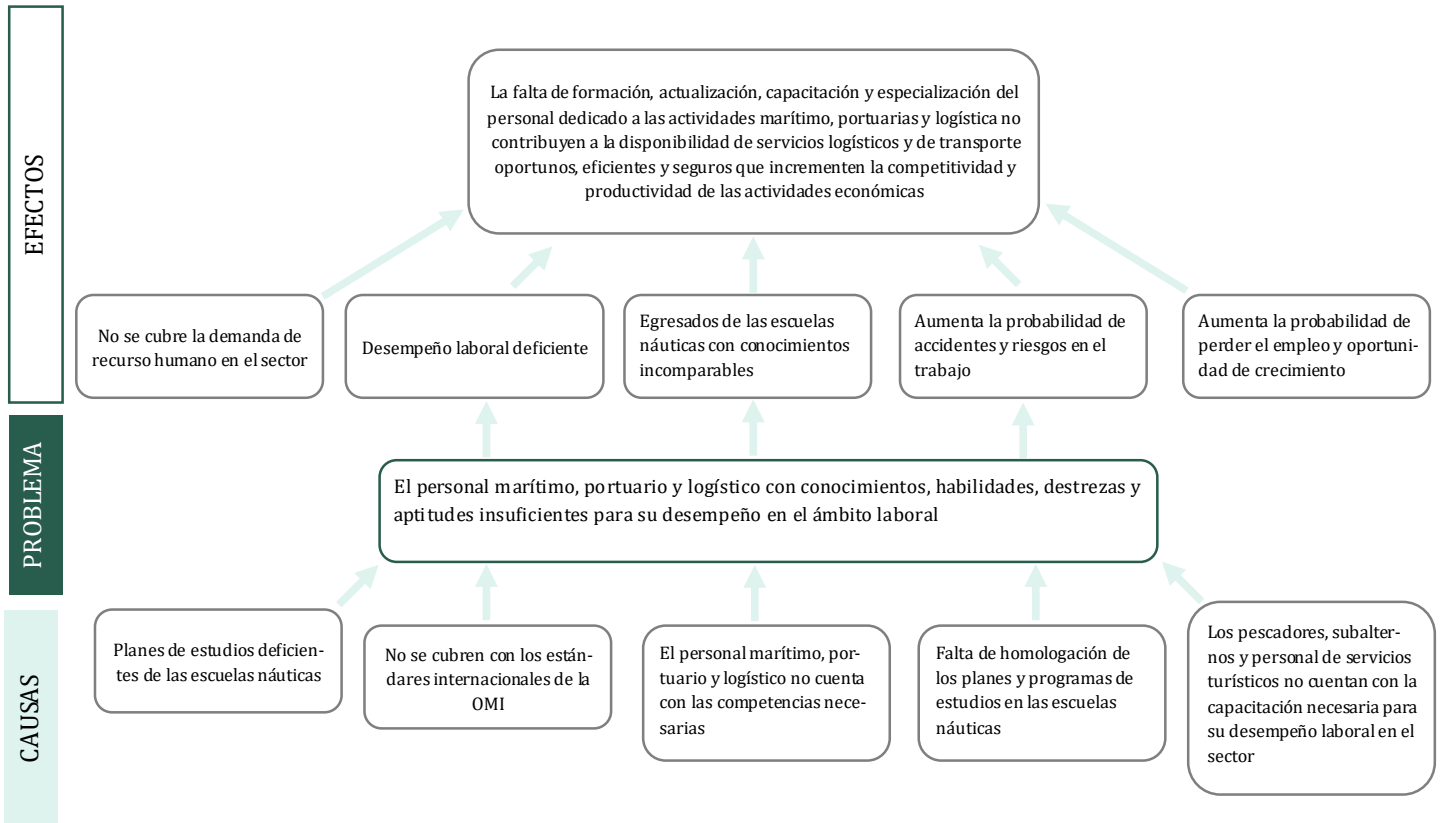 EFECTOS
La falta de formación, actualización, capacitación y especialización del
personal dedicado a las actividades marítimo, portuarias y logística no
contribuyen a la disponibilidad de servicios logísticos y de transporte
oportunos, eficientes y seguros que incrementen la competitividad y
productividad de las actividades económicas
No se cubre la demanda de
recurso humano en el sector
Desempeño laboral deficiente
Egresados de las escuelas
náuticas con conocimientos
incomparables
Aumenta la probabilidad de
accidentes y riesgos en el
trabajo
Aumenta la probabilidad de
perder el empleo y oportuni-
dad de crecimiento
PROBLEMA
El personal marítimo, portuario y logístico con conocimientos, habilidades, destrezas y
aptitudes insuficientes para su desempeño en el ámbito laboral
CAUSAS
Planes de estudios deficien-
tes de las escuelas náuticas
No se cubren con los están-
dares internacionales de la
OMI
El personal marítimo, por-
tuario y logístico no cuenta
con las competencias nece-
sarias
Falta de homologación de
los planes y programas de
estudios en las escuelas
náuticas
Los pescadores, subalter-
nos y personal de servicios
turísticos no cuentan con la
capacitación necesaria para
su desempeño laboral en el
sector